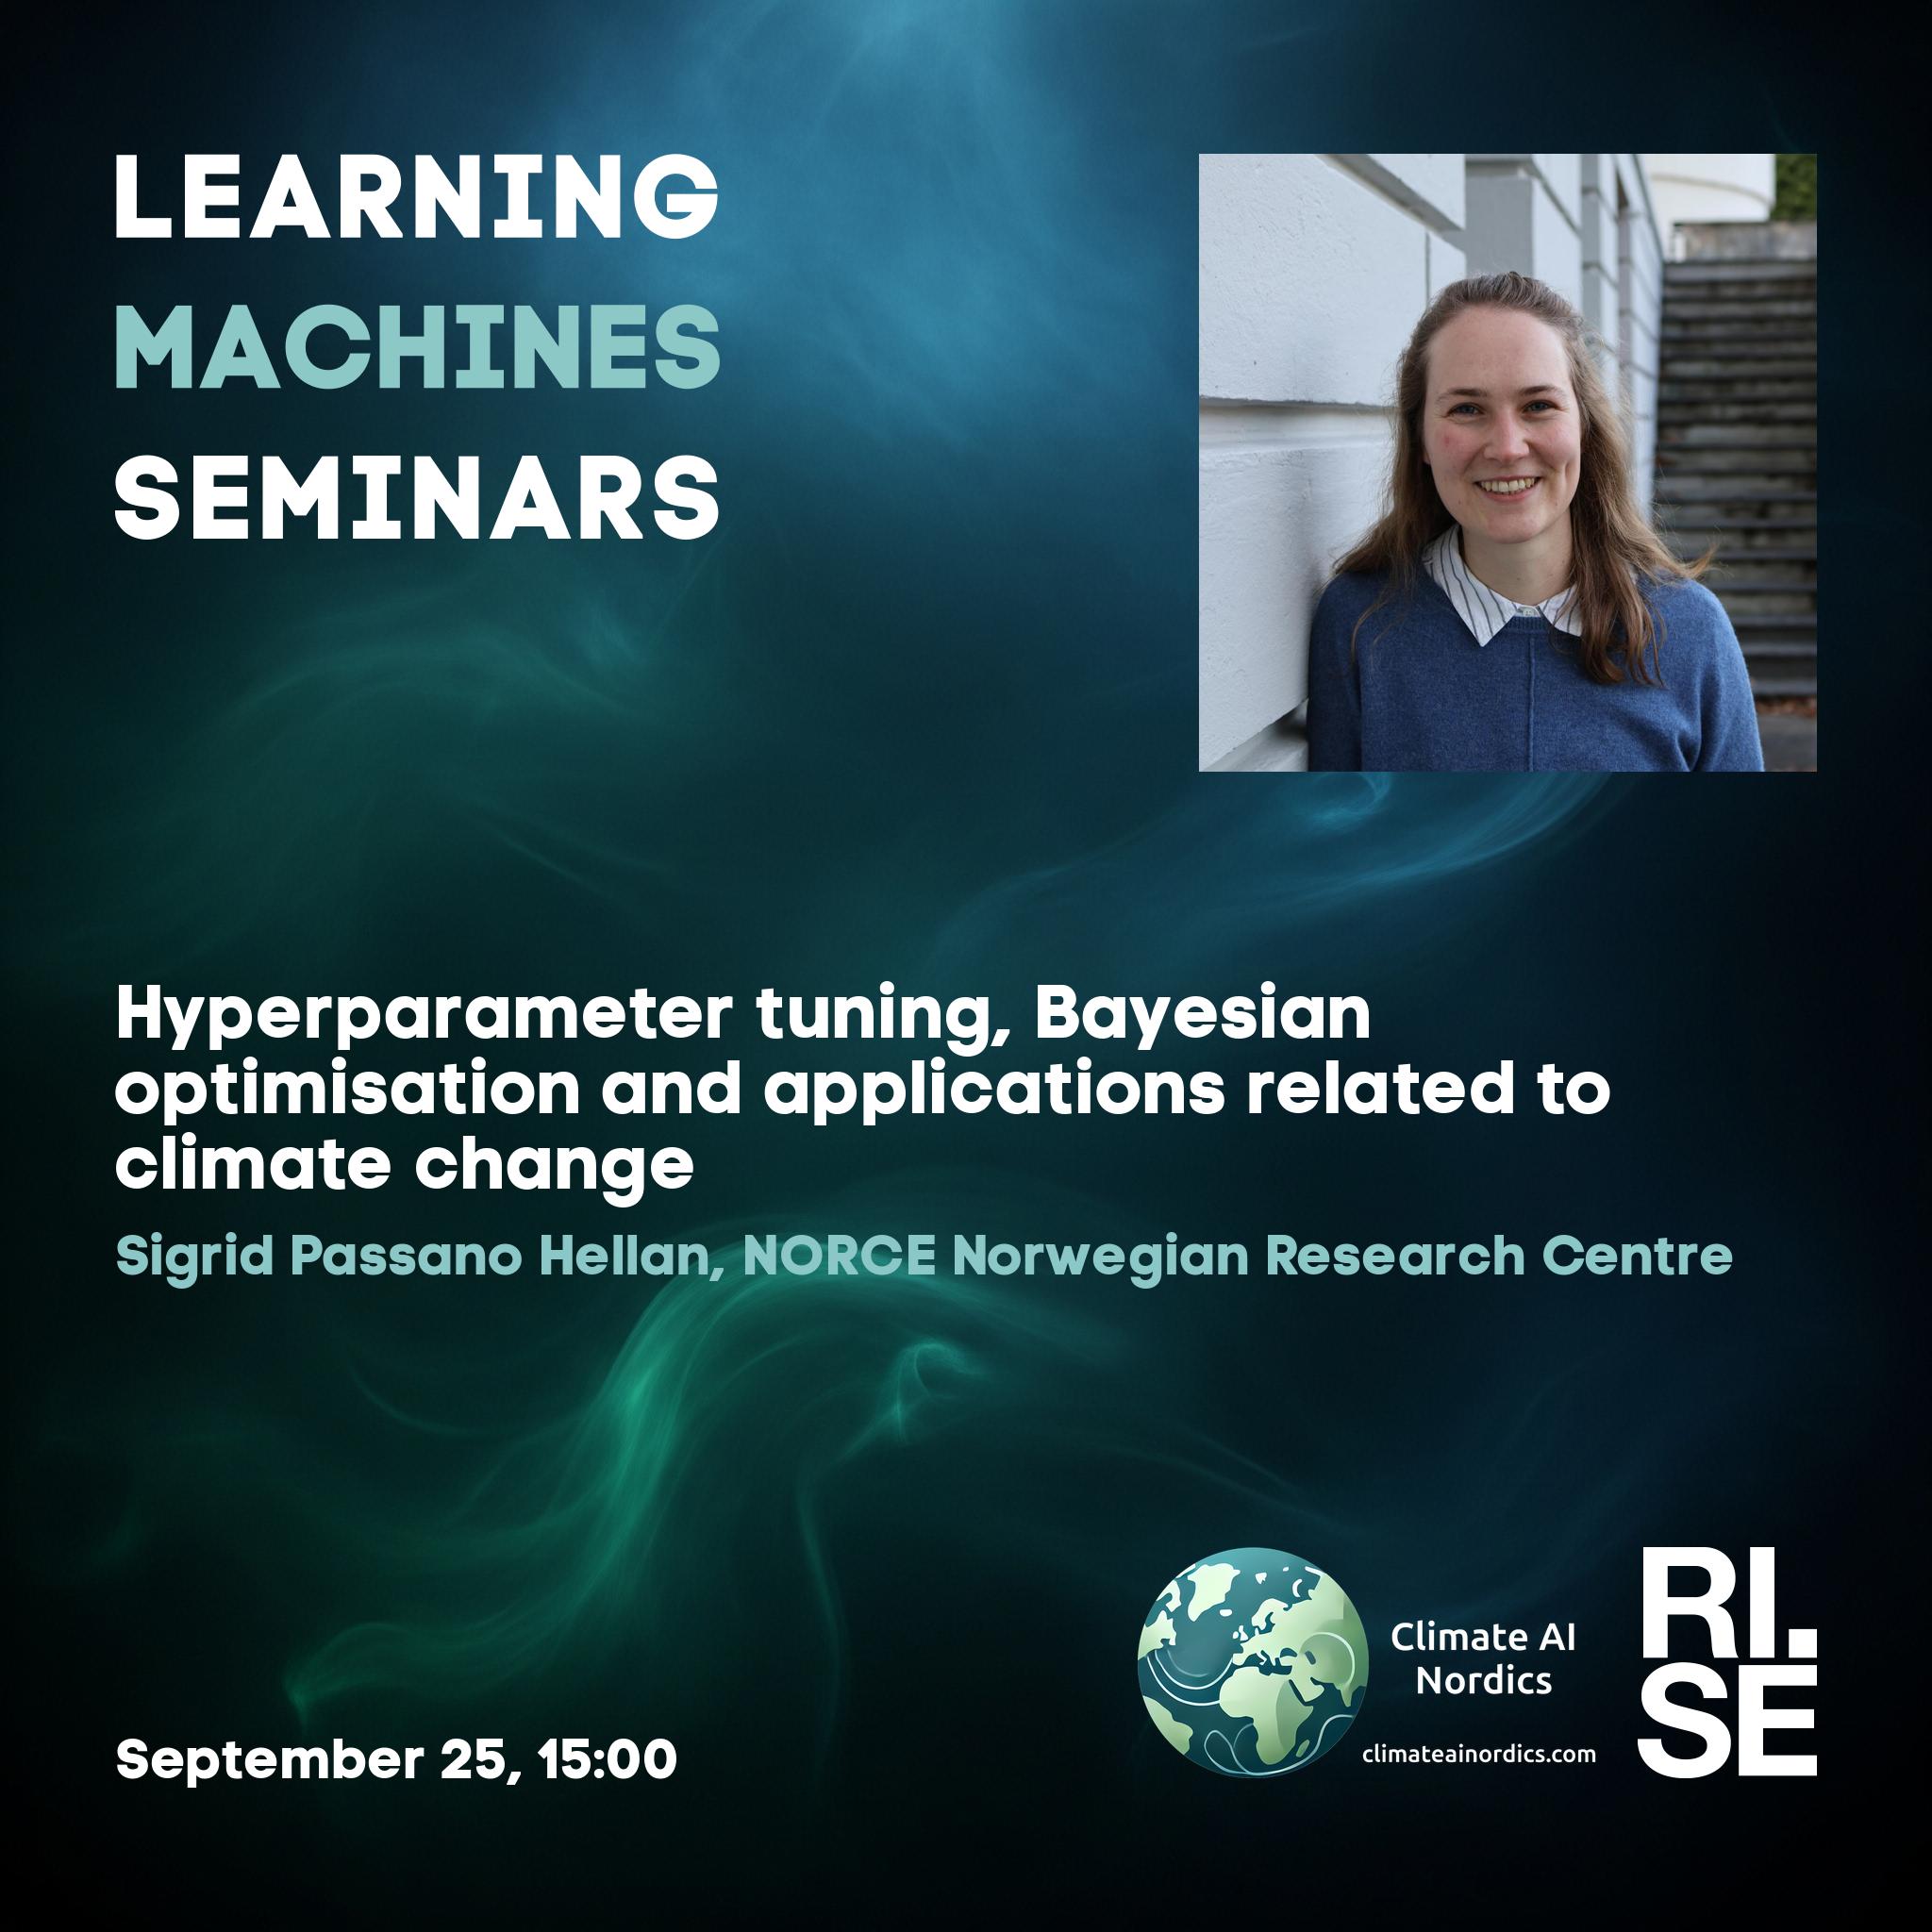 LEARNING
MACHINES
SEMINARS
Hyperparameter tuning, Bayesian
optimisation and applications related to
climate change
Sigrid Passano Hellan, NORCE Norwegian Research Centre
September 25, 15:00
Climate AI
Nordics
climateainordics.com
RI.
SE